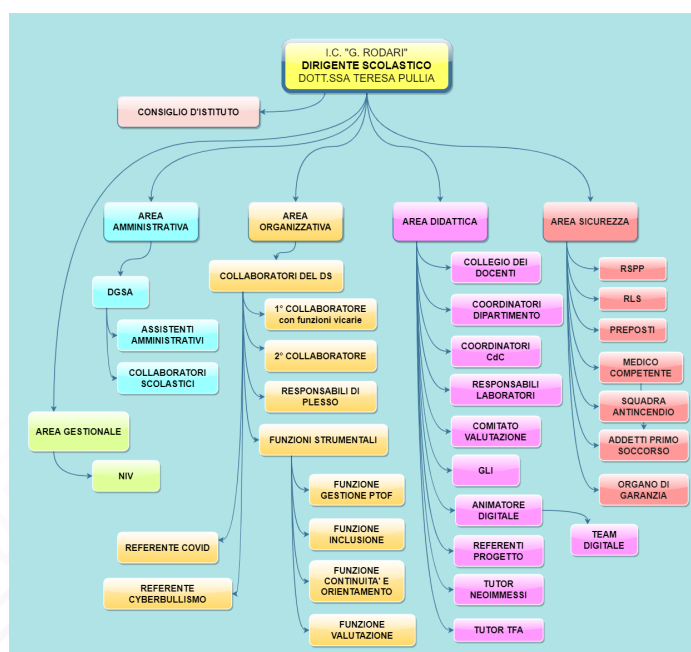 I.C. "G. RODARI"
DIRIGENTE SCOLASTICO
DOTT.SSA TERESA PULLIA
CONSIGLIO D'ISTITUTO
AREA
AMMINISTRATIVA
DGSA
ASSISTENTI
AMMINISTRATIVI
COLLABORATORI
SCOLASTICI
AREA GESTIONALE
NIV
AREA
ORGANIZZATIVA
COLLABORATORI DEL DS
1° COLLABORATORE
con funzioni vicarie
2° COLLABORATORE
RESPONSABILI DI
PLESSO
FUNZIONI STRUMENTALI
FUNZIONE
GESTIONE PTOF
FUNZIONE
INCLUSIONE
FUNZIONE
CONTINUITA' E
ORIENTAMENTO
FUNZIONE
VALUTAZIONE
REFERENTE COVID
REFERENTE
CYBERBULLISMO
AREA DIDATTICA
COLLEGIO DEI
DOCENTI
COORDINATORI
DIPARTIMENTO
COORDINATORI
CdC
RESPONSABILI
LABORATORI
COMITATO
VALUTAZIONE
GLI
ANIMATORE
DIGITALE
TEAM
DIGITALE
REFERENTI
PROGETTO
TUTOR
NEOIMMESSI
TUTOR TFA
AREA SICUREZZA
RSPP
RLS
PREPOSTI
MEDICO
COMPETENTE
SQUADRA
ANTINCENDIO
ADDETTI PRIMO
SOCCORSO
ORGANO DI
GARANZIA